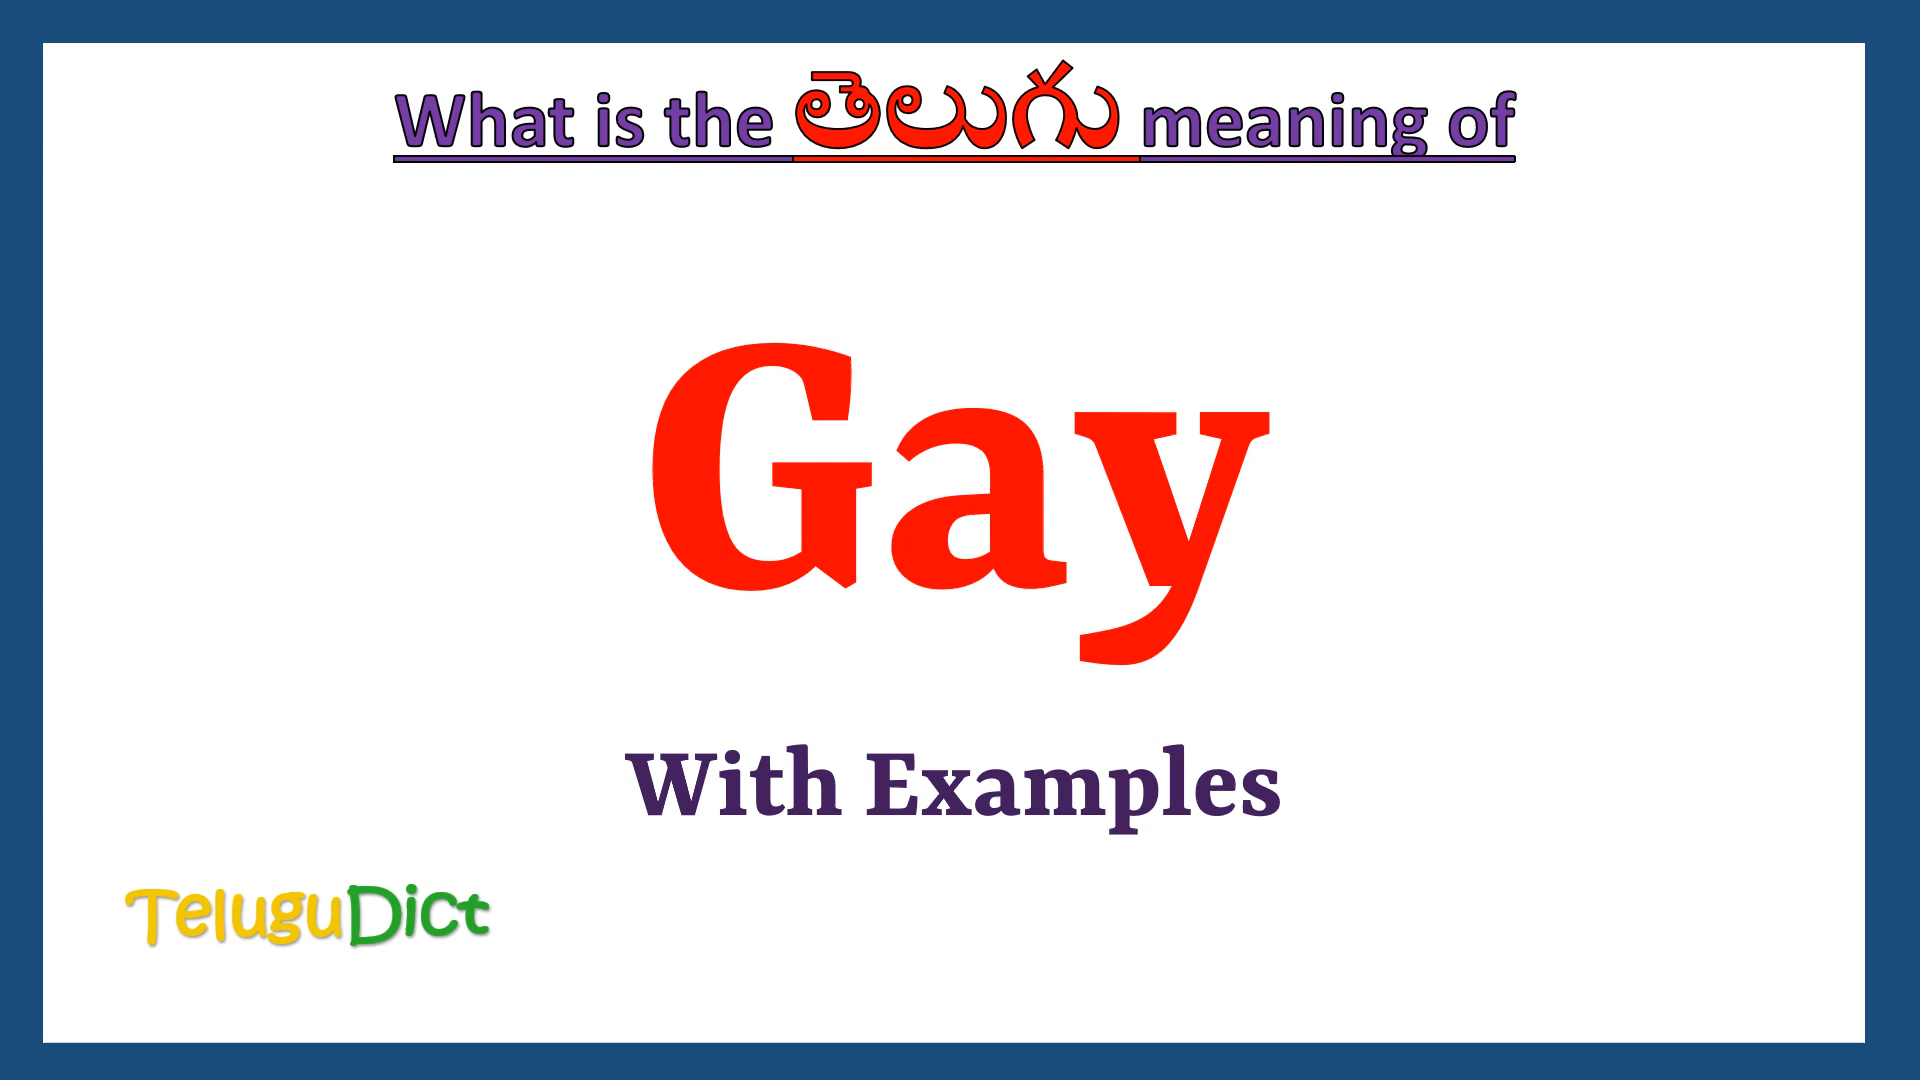 What is the తెలుగు meaning of
Gay
With Examples
TeluguDict